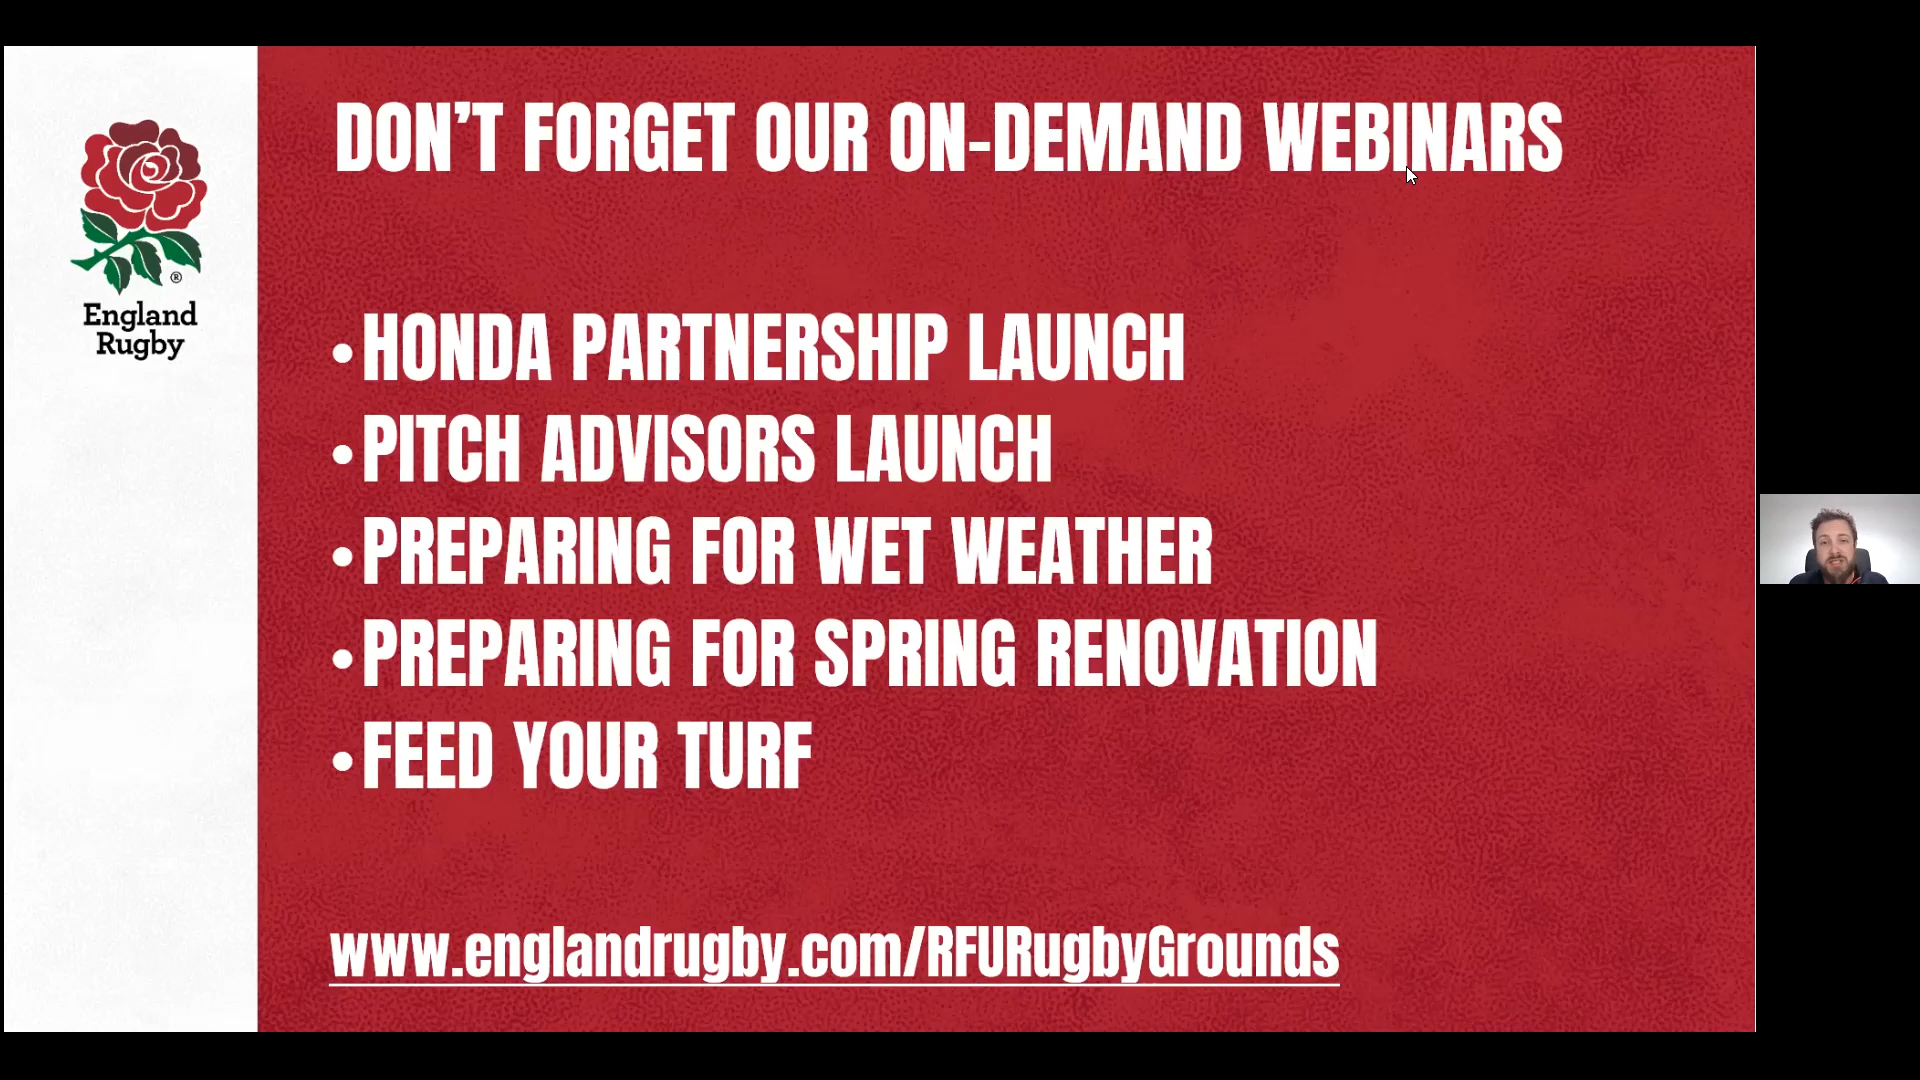 DON'T FORGET OUR ON-DEMAND WEBINARS
England
Rugby
®
•HONDA PARTNERSHIP LAUNCH
•PITCH ADVISORS LAUNCH
•PREPARING FOR WET WEATHER
•PREPARING FOR SPRING RENOVATION
•FEED YOUR TURF
www.englandrugby.com/RFURugbyGrounds